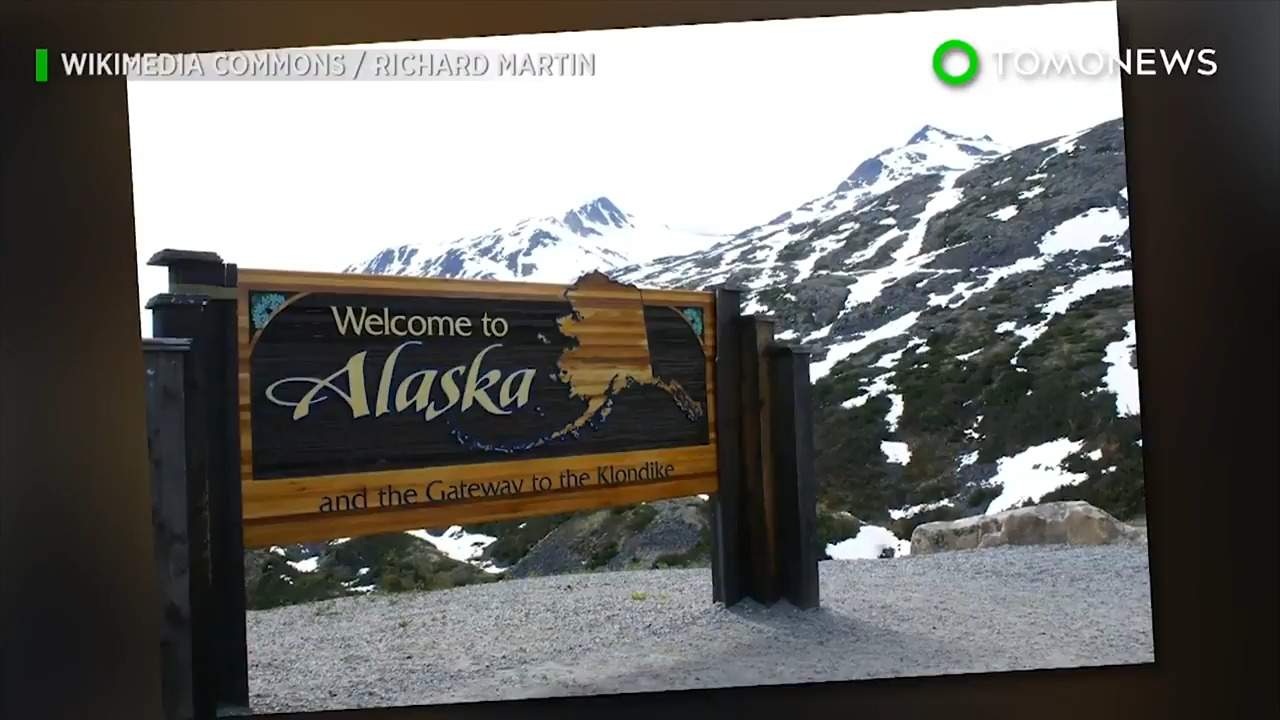 WIKIMEDIA COMMONS / RICHARD MARTIN
TOMONEWS
Welcome to
Alaska
and the Gateway to the Klondike